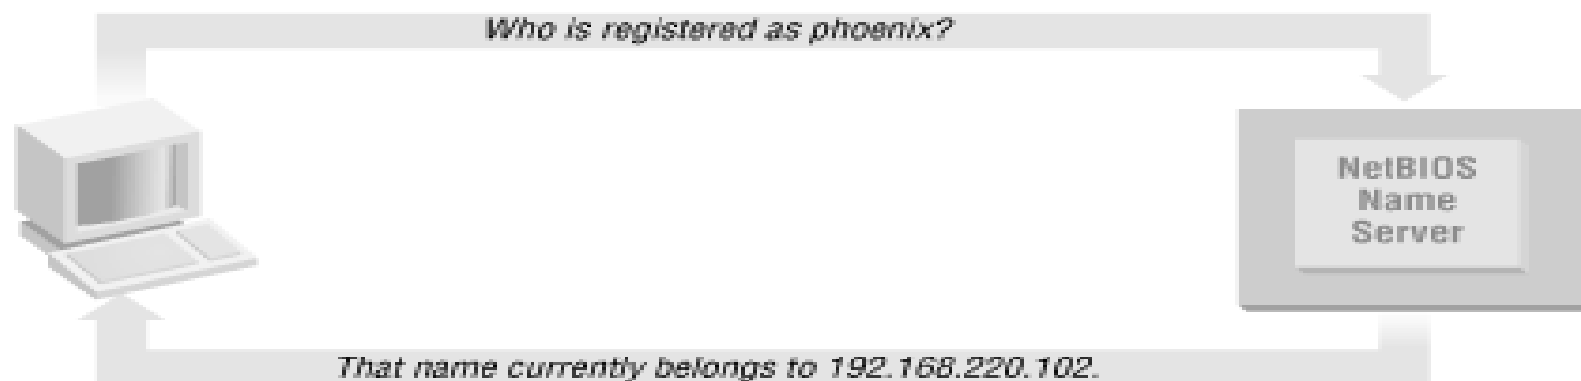 Who is registered as phoenix?
NetBIOS
Name
Server
That name currently belongs to 192.168.220.102.